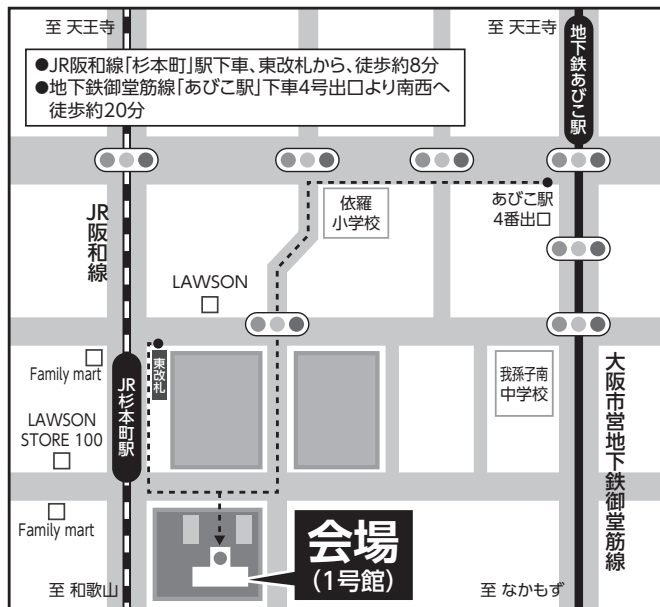 至 天王寺
至 天王寺
●JR阪和線「杉本町」駅下車、東改札から、徒歩約8分
●地下鉄御堂筋線「あびこ駅」下車4号出口より南西へ
徒歩約20分
地下鉄あびこ駅
JR阪和線
依羅
小学校
あびこ駅
4番出口
LAWSON
Family mart
JR杉本町駅
東改札
我孫子南
中学校
大阪市営地下鉄御堂筋線
LAWSON
STORE 100
Family mart
会場
(1号館)
至 和歌山
至 なかもず